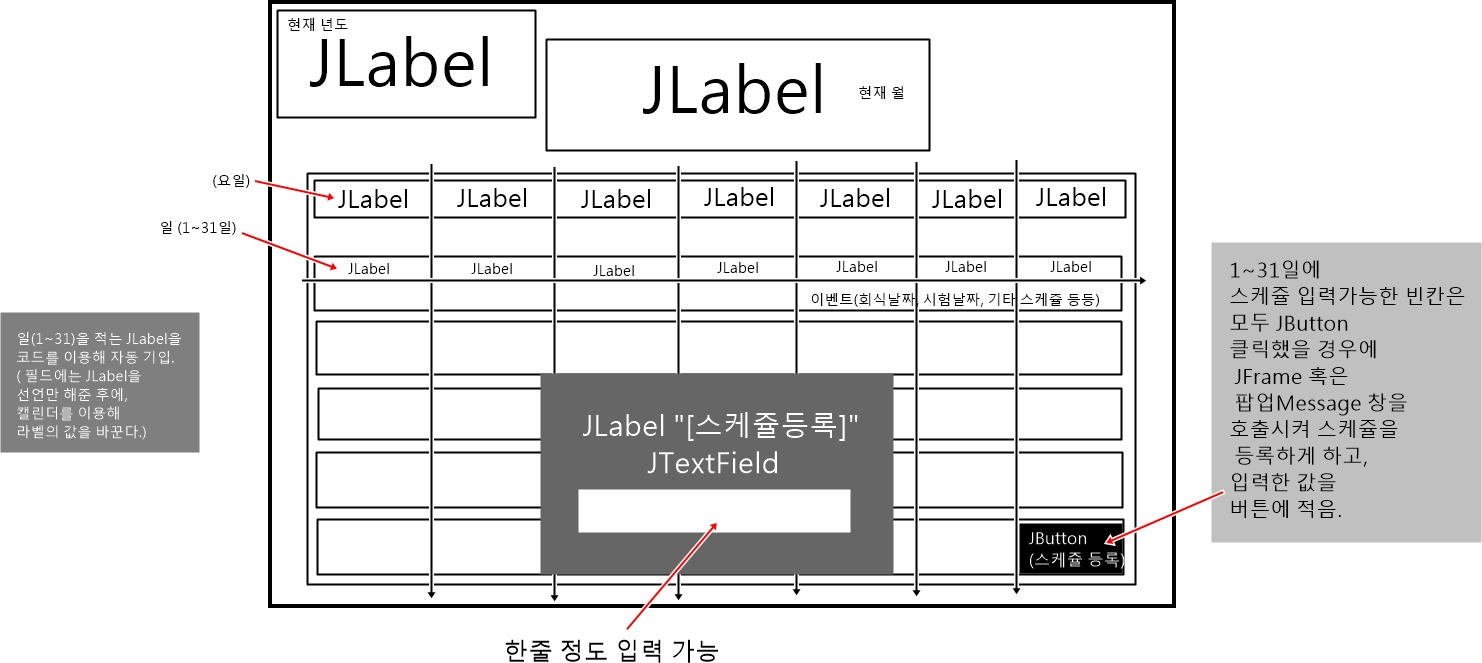 현재 년도
JLabel
JLabel
현재 월
(요일)
JLabel JLabel JLabel JLabel JLabel JLabel JLabel
일 (1~31일)
JLabel JLabel JLabel JLabel JLabel JLabel JLabel
이벤트(회식날짜, 시험날짜, 기타 스케쥴 등등)
일(1~31)을 적는 JLabel을
코드를 이용해 자동 기입.
( 필드에는 JLabel을
선언만 해준 후에,
캘린더를 이용해
라벨의 값을 바꾼다.)
JLabel "[스케쥴등록]"
JTextField
JButton
(스케쥴 등록)
1~31일에
스케쥴 입력가능한 빈칸은
모두 JButton
클릭했을 경우에
JFrame 혹은
팝업Message 창을
호출시켜 스케쥴을
등록하게 하고,
입력한 값을
버튼에 적음.
한줄 정도 입력 가능